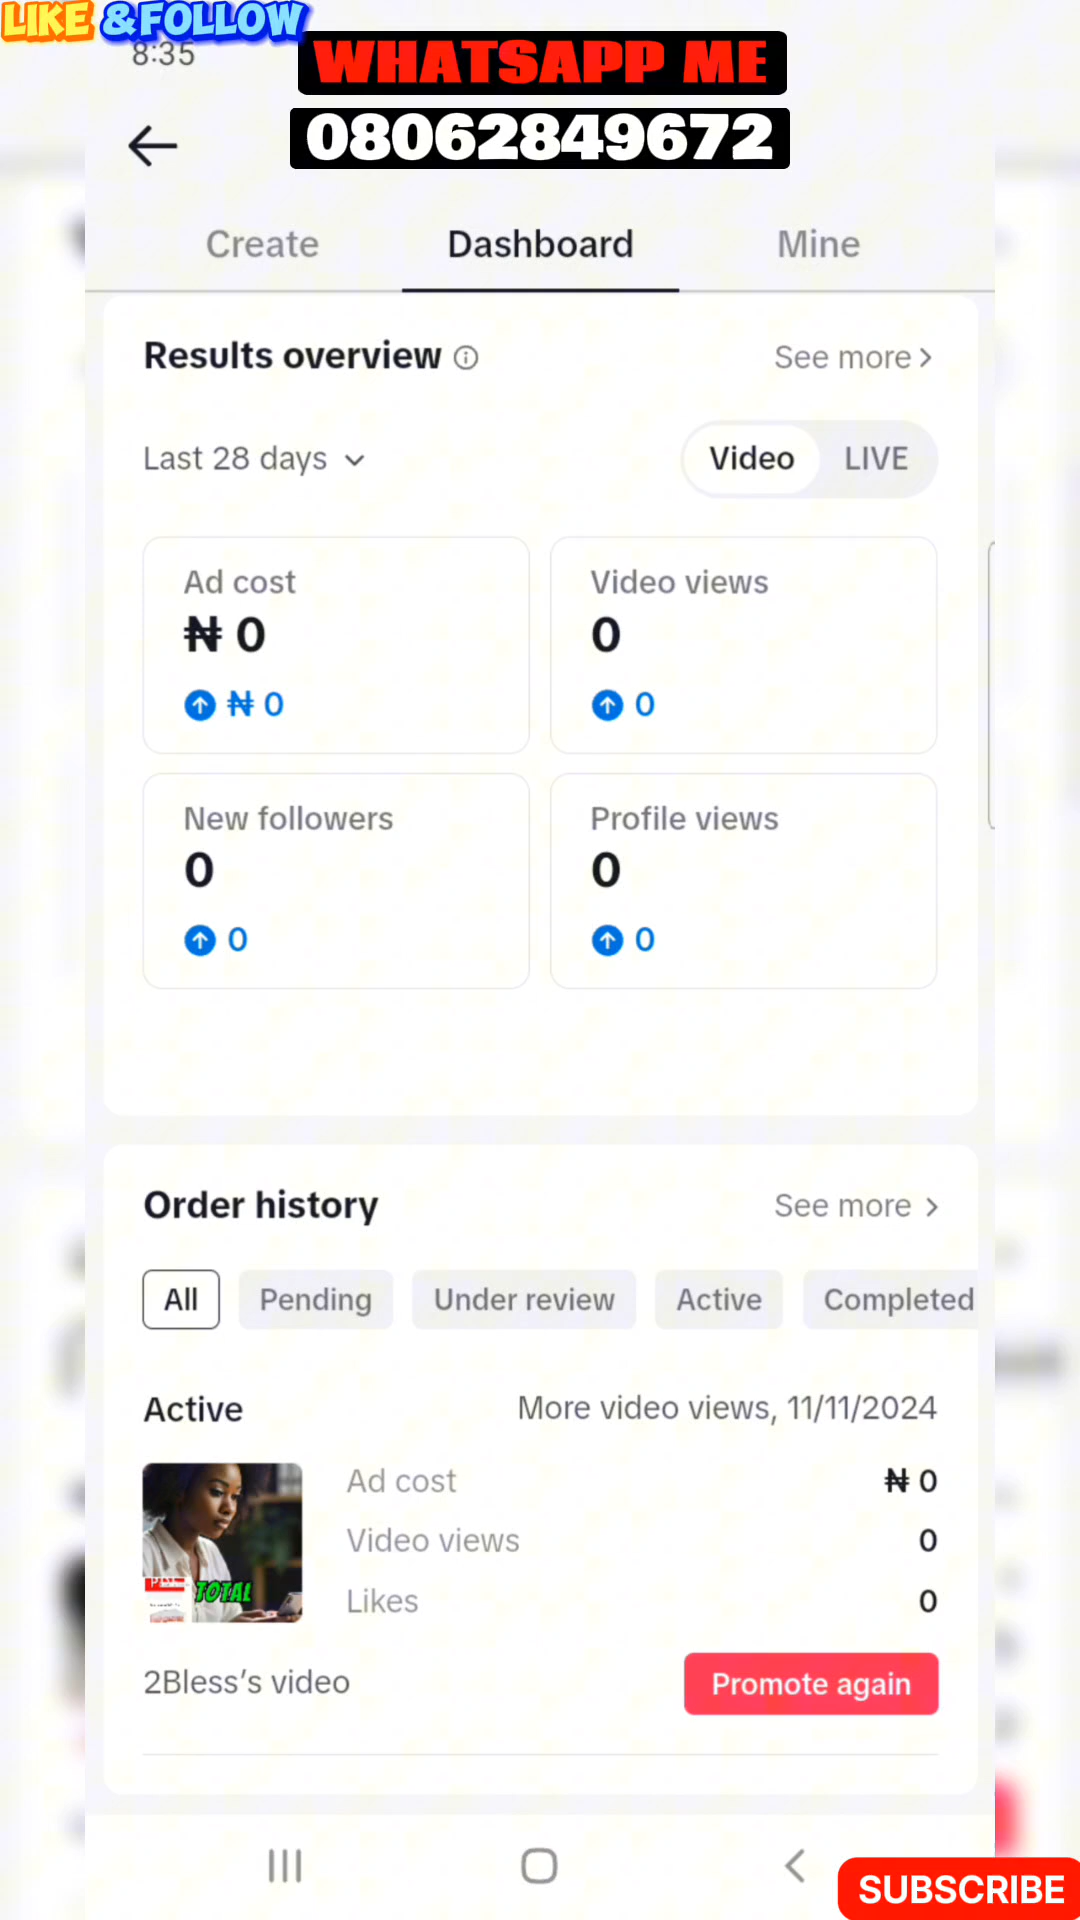 LIKE &FOLLOW
8:35
WHATSAPP ME
08062849672
Create Dashboard Mine
Results overview See more
Last 28 days Video LIVE
Ad cost Video views
₦ 0 0
₦ 0 0
New followers Profile views
0 0
0 0
Order history See more
All Pending Under review Active Completed
Active More video views, 11/11/2024
Ad cost ₦ 0
Video views 0
TOTAL
Likes 0
2Bless’s video Promote again
SUBSCRIBE